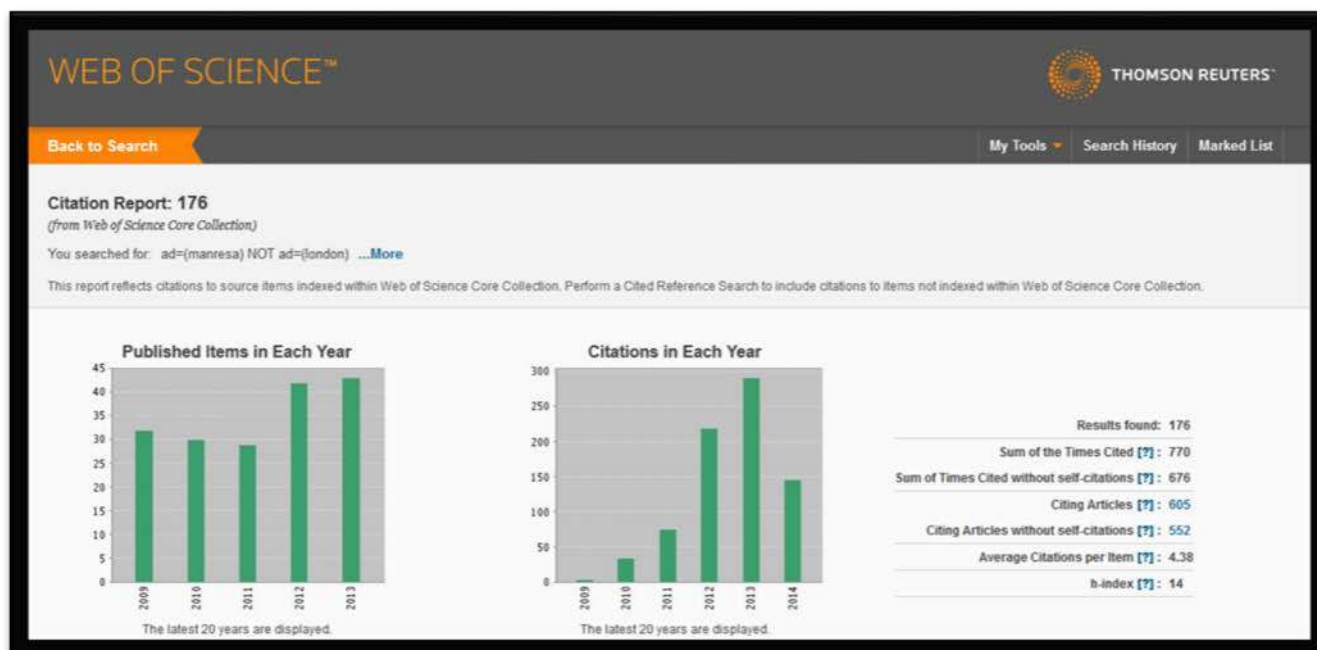 WEB OF SCIENCE™
THOMSON REUTERS™
Back to Search
My Tools
Search History
Marked List
Citation Report: 176
(from Web of Science Core Collection)
You searched for: ad=(manresa) NOT ad=(london) ...More
This report reflects citations to source items indexed within Web of Science Core Collection. Perform a Cited Reference Search to include citations to items not indexed within Web of Science Core Collection.
Published Items in Each Year
45
40
35
30
25
20
15
10
5
0
2009
2010
2011
2012
2013
The latest 20 years are displayed.
Citations in Each Year
300
250
200
150
100
50
0
2009
2010
2011
2012
2013
2014
The latest 20 years are displayed.
Results found: 176
Sum of the Times Cited [?] : 770
Sum of Times Cited without self-citations [?] : 676
Citing Articles [?] : 605
Citing Articles without self-citations [?] : 552
Average Citations per Item [?] : 4.38
h-index [?] : 14